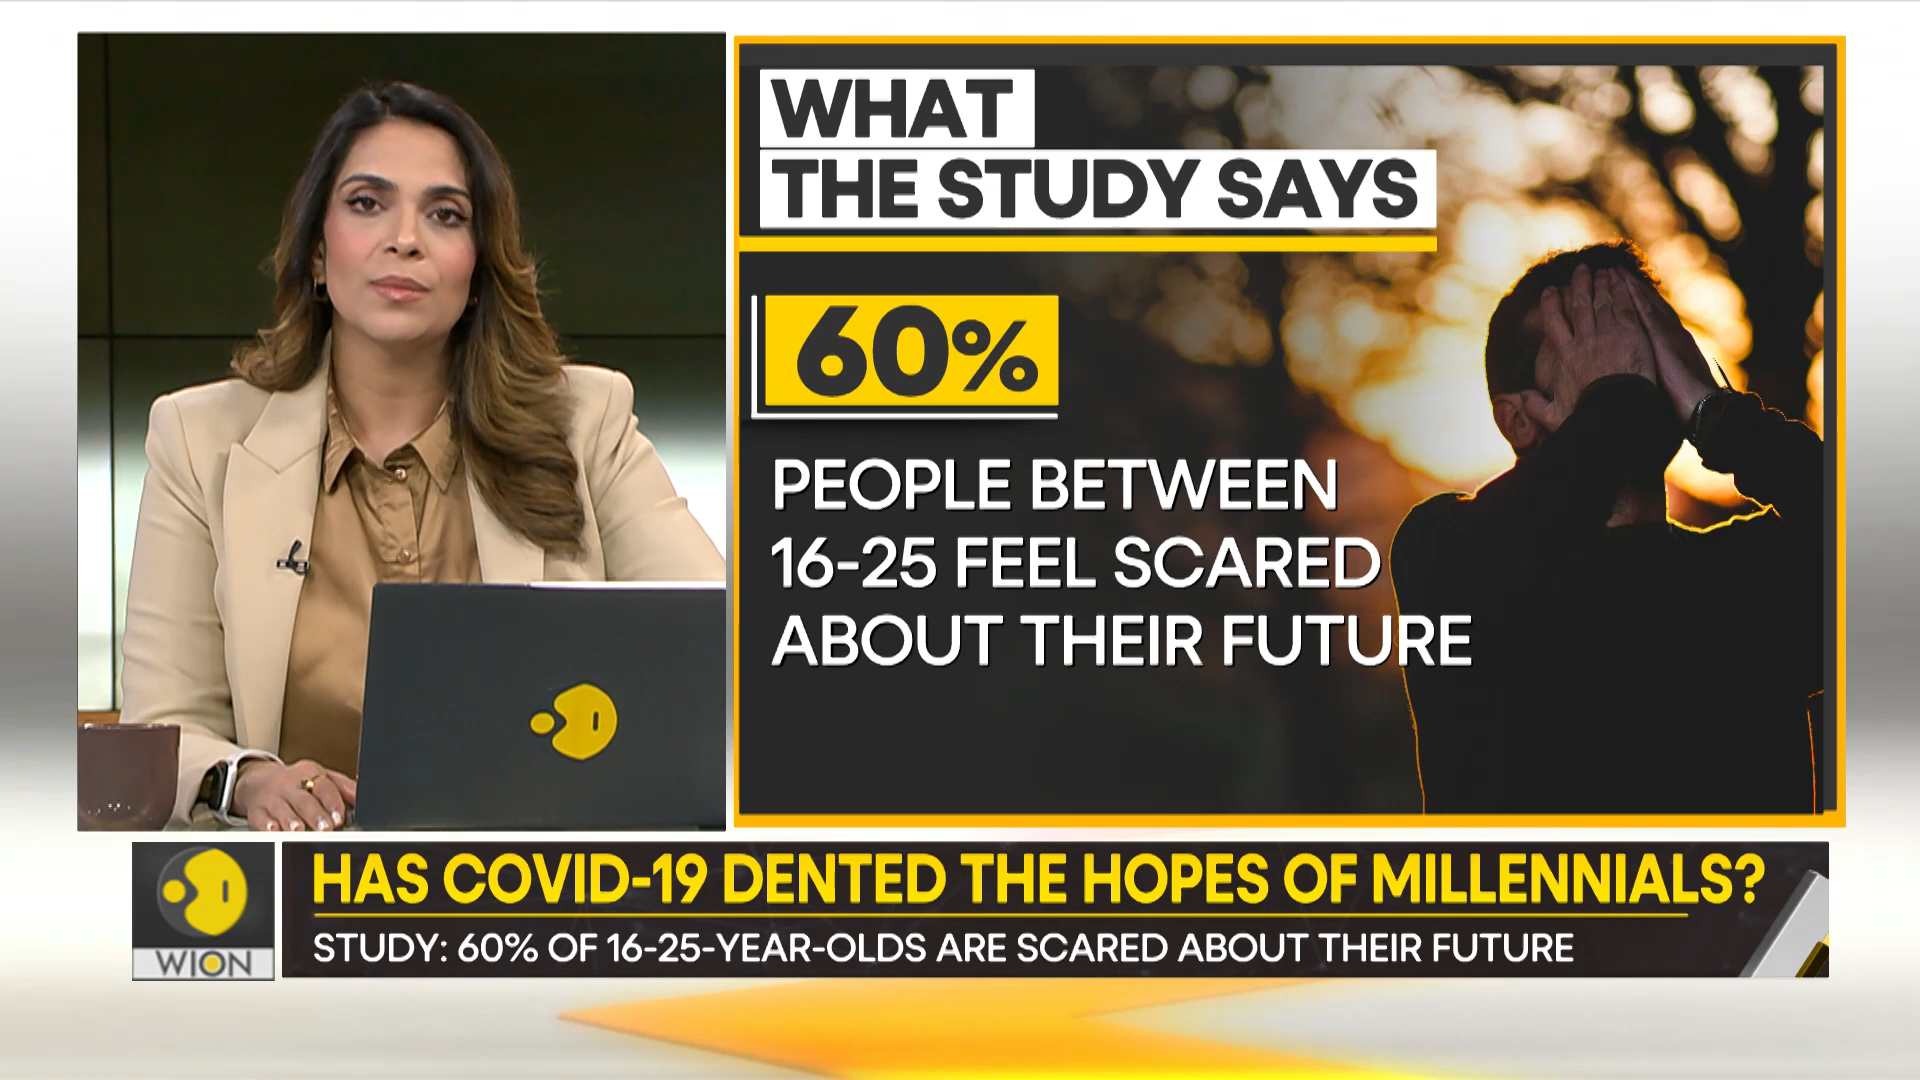 WHAT
THE STUDY SAYS
60%
PEOPLE BETWEEN
16-25 FEEL SCARED
ABOUT THEIR FUTURE
HAS COVID-19 DENTED THE HOPES OF MILLENNIALS?
STUDY: 60% OF 16-25-YEAR-OLDS ARE SCARED ABOUT THEIR FUTURE
WION